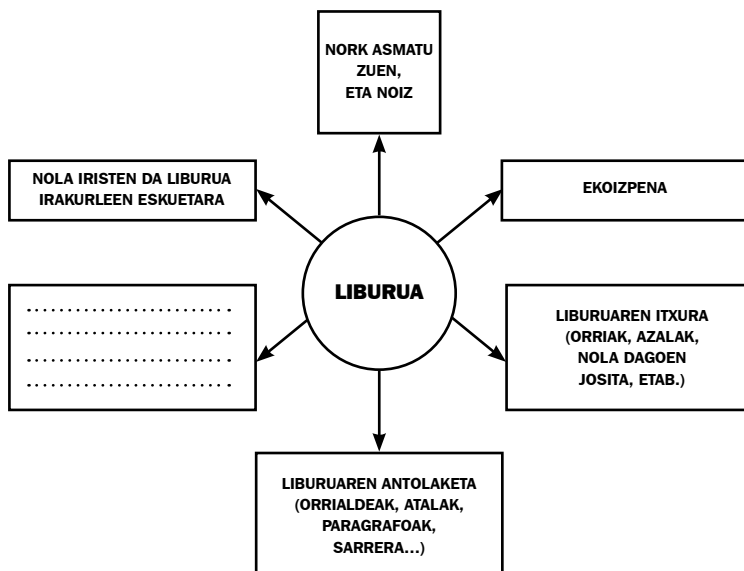 NORK ASMATU
ZUEN,
ETA NOIZ
NOLA IRISTEN DA LIBURUA
IRAKURLEEN ESKUETARA
EKOIZPENA
LIBURUA
LIBURUAREN ITXURA
(ORRIAK, AZALAK,
NOLA DAGOEN
JOSITA, ETAB.)
LIBURUAREN ANTOLAKETA
(ORRIALDEAK, ATALAK,
PARAGRAFOAK,
SARRERA...)